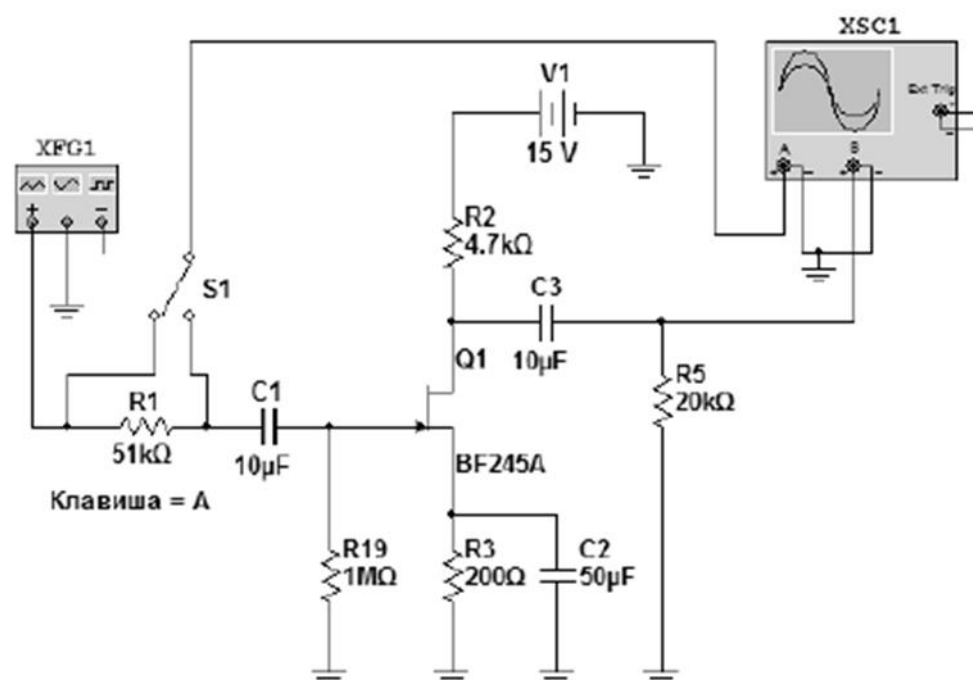 XSC1
Ext Trig
+
-
A
B
+ - + -
V1
15 V
XFG1
+ -
R2
4.7kΩ
S1
C3
10µF
Q1
R5
20kΩ
R1
51kΩ
C1
10µF
BF245A
Клавиша = A
R19
1MΩ
R3
200Ω
C2
50µF